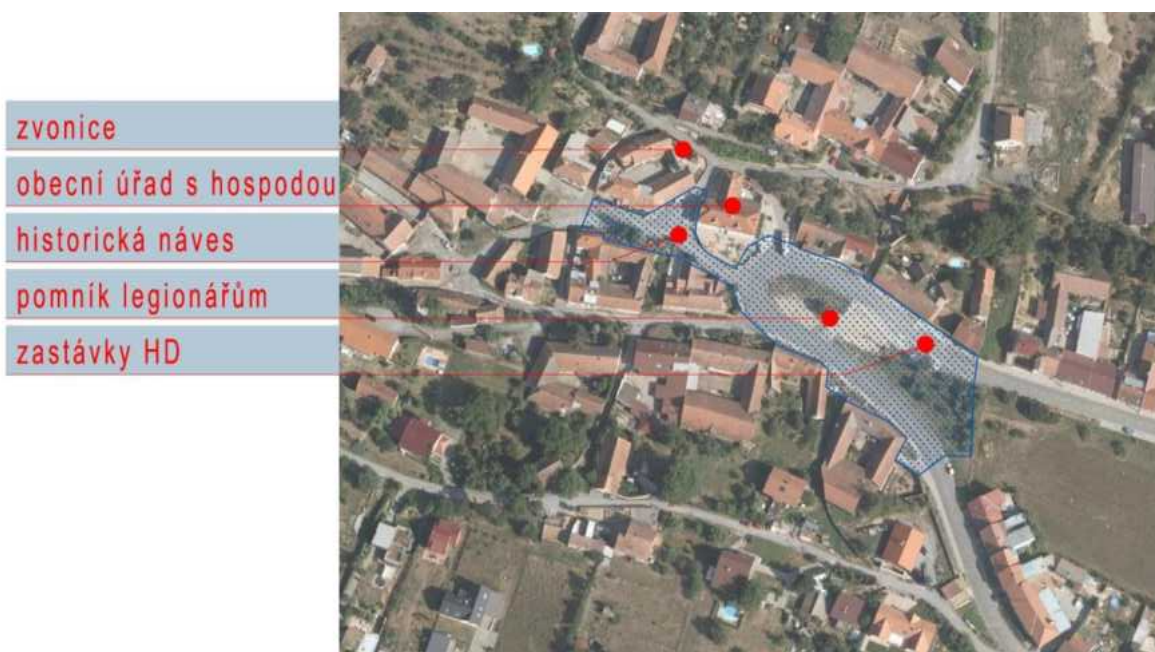 zvonice
obecní úřad s hospodou
historická náves
pomník legionářům
zastávky HD